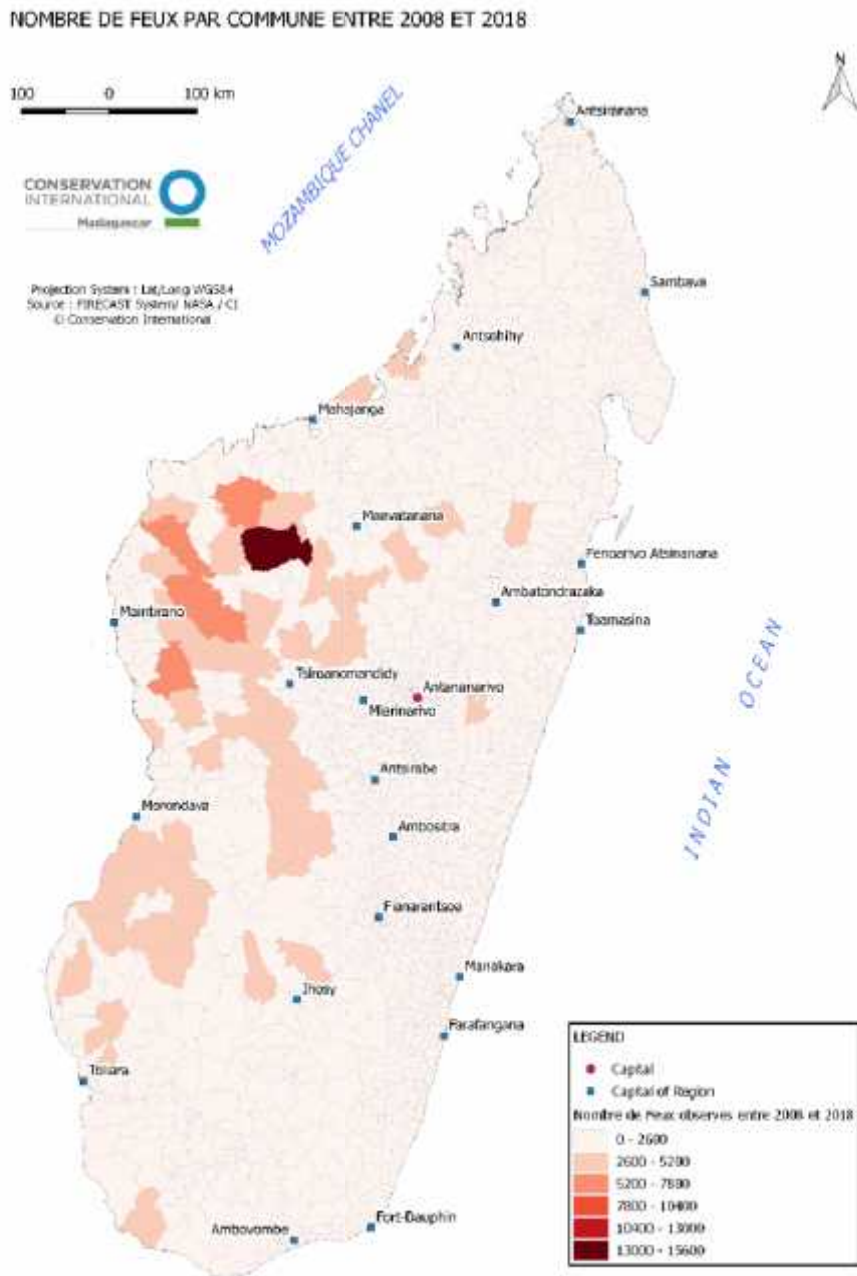 NOMBRE DE FEUX PAR COMMUNE ENTRE 2008 ET 2018
N
100 0 100 km
CONSERVATION
INTERNATIONAL
Madagascar
Projection System : Lat/Long WGS84
Source : FIRECAST System/ NASA / CI
© Conservation International
MOZAMBIQUE CHANEL
Antsiranana
Sambava
Antsohihy
Mahajanga
Maevatanana
Fenoarivo Atsinanana
Ambatondrazaka
Maintirano
Toamasina
Tsiroanomandidy
Antananarivo
Miarinarivo
INDIAN OCEAN
Antsirabe
Morondava
Ambositra
Fianarantsoa
Manakara
Ihosy
Farafangana
Toliara
Fort-Dauphin
Ambovombe
LEGEND
Capital
Capital of Region
Nombre de Feux observes entre 2008 et 2018
0 - 2600
2600 - 5200
5200 - 7800
7800 - 10400
10400 - 13000
13000 - 15600